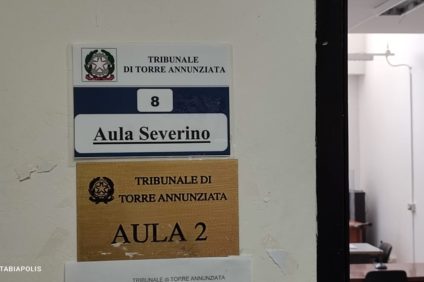 TRIBUNALE
DI TORRE ANNUNZIATA
8
Aula Severino
TRIBUNALE DI
TORRE ANNUNZIATA
AULA 2
TRIBUNALE di TORRE ANNUNZIATA
TABIAPOLIS